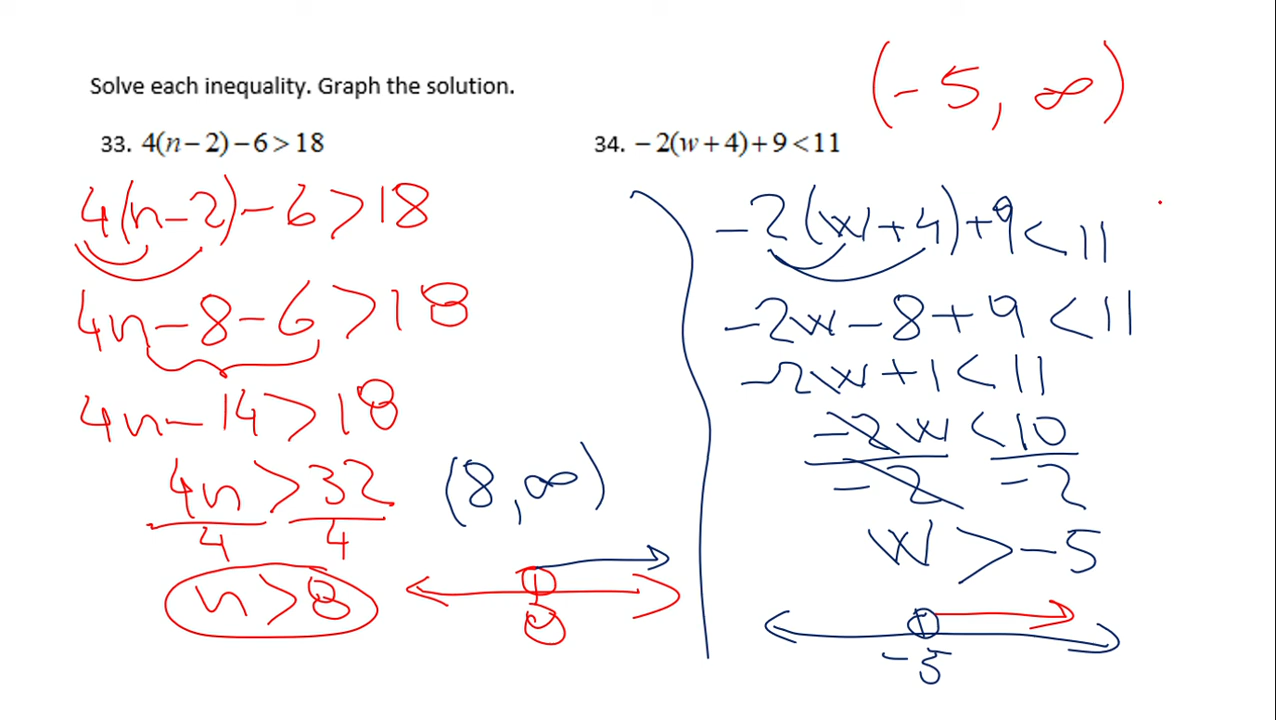 Solve each inequality. Graph the solution.
(-5, ∞)
33. 4(n-2)-6>18
4(n-2)-6>18
4n-8-6>18
4n-14>18
4n > 32
4 4
n>8
(8, ∞)
8
34. -2(w+4)+9<11
-2(w+4)+9<11
-2w-8+9<11
-2w+1<11
-2w<10
-2 -2
w>-5
-5